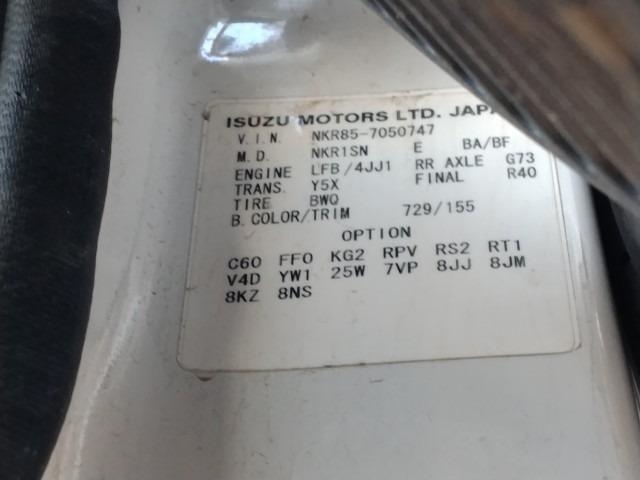 ISUZU MOTORS LTD. JAPA
V.I.N. NKR85-7050747
M.D. NKR1SN E BA/BF
ENGINE LFB/4JJ1 RR AXLE G73
TRANS. Y5X FINAL R40
TIRE BWQ
B.COLOR/TRIM 729/155
OPTION
C60 FF0 KG2 RPV RS2 RT1
V4D YW1 25W 7VP 8JJ 8JM
8KZ 8NS